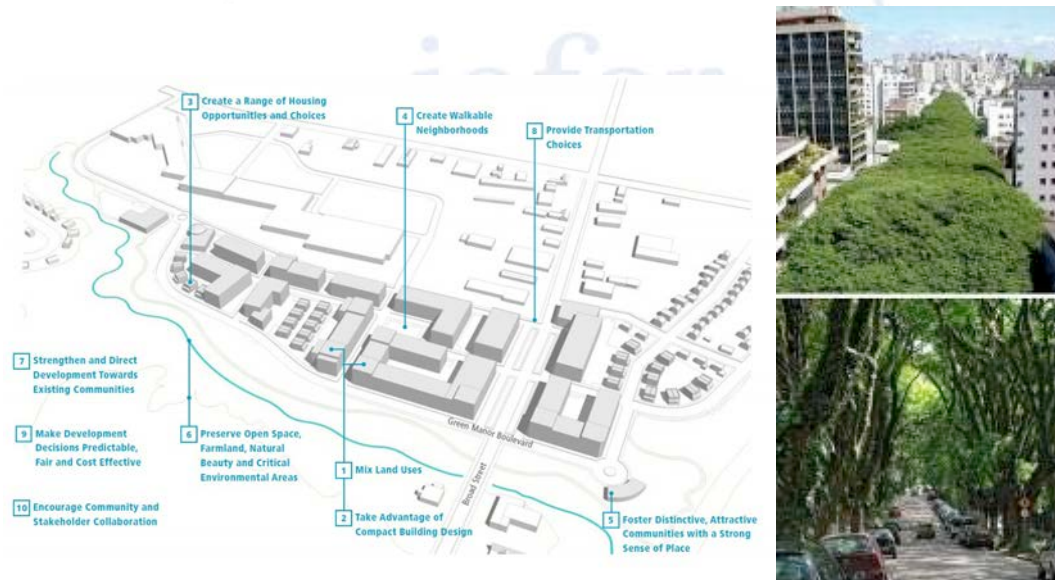 3 Create a Range of Housing
Opportunities and Choices
4 Create Walkable
Neighborhoods
8 Provide Transportation
Choices
7 Strengthen and Direct
Development Towards
Existing Communities
9 Make Development
Decisions Predictable,
Fair and Cost Effective
10 Encourage Community and
Stakeholder Collaboration
6 Preserve Open Space,
Farmland, Natural
Beauty and Critical
Environmental Areas
1 Mix Land Uses
2 Take Advantage of
Compact Building Design
Green Manor Boulevard
Broad Street
5 Foster Distinctive, Attractive
Communities with a Strong
Sense of Place